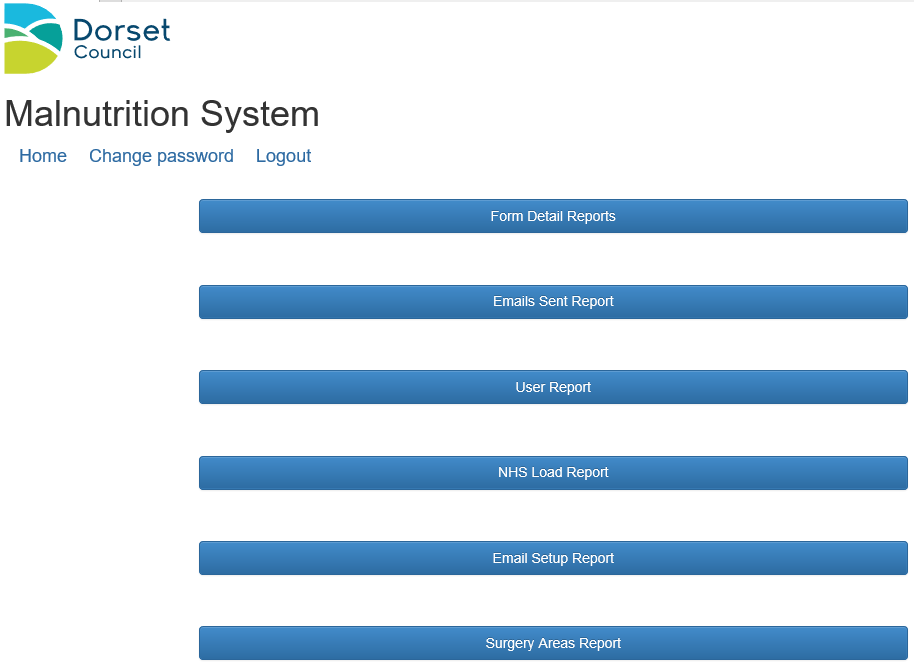 Dorset
Council
Malnutrition System
Home Change password Logout
Form Detail Reports
Emails Sent Report
User Report
NHS Load Report
Email Setup Report
Surgery Areas Report